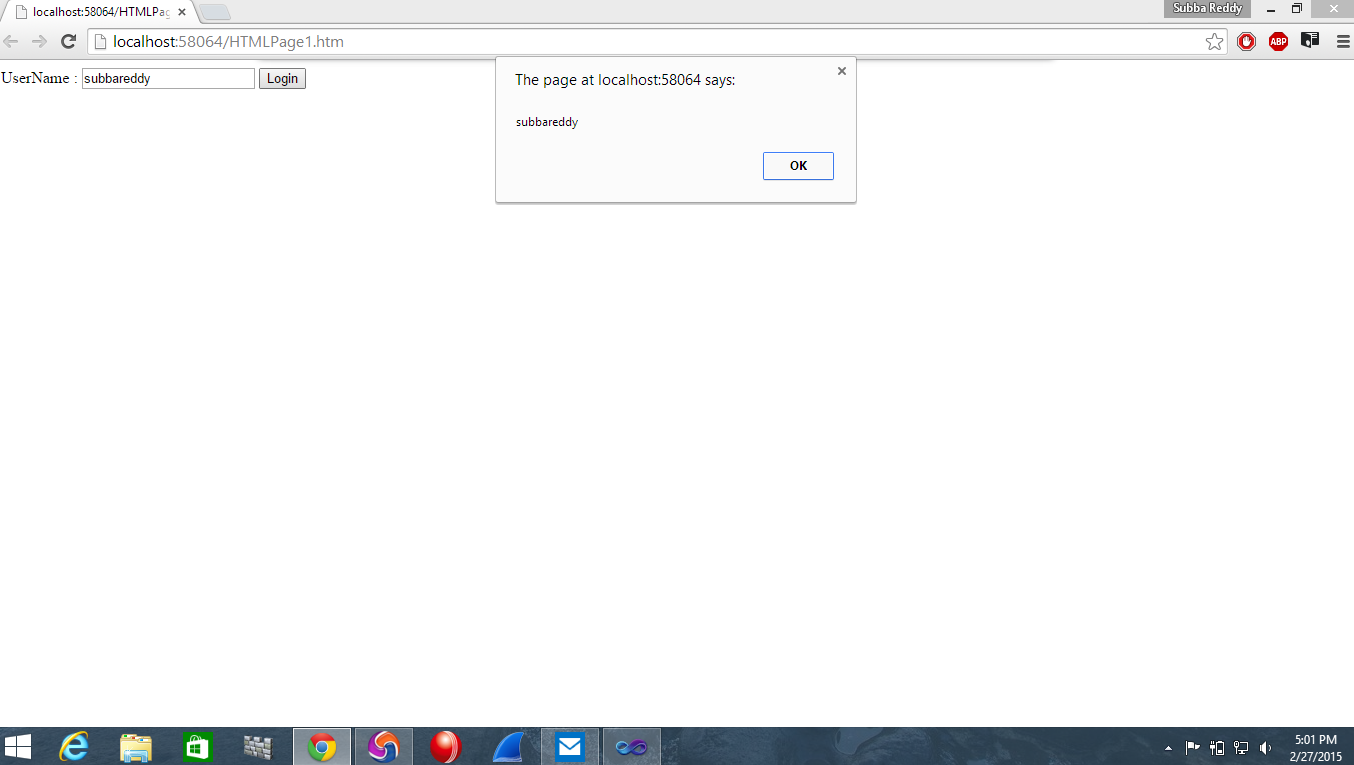 localhost:58064/HTMLPag
Subba Reddy
localhost:58064/HTMLPage1.htm
ABP
UserName : subbareddy Login
The page at localhost:58064 says:
subbareddy
OK
5:01 PM
2/27/2015